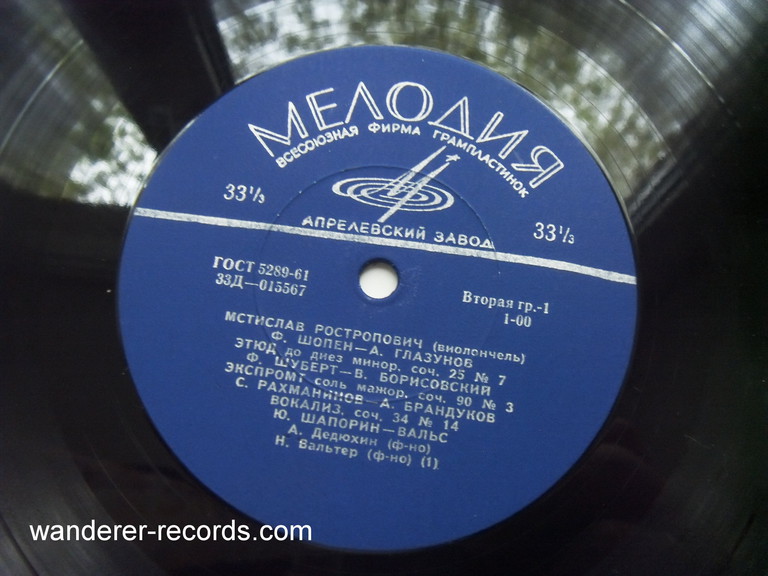 МЕЛОДИЯ
ВСЕСОЮЗНАЯ ФИРМА ГРАМПЛАСТИНОК
33⅓ 33⅓
АПРЕЛЕВСКИЙ ЗАВОД
ГОСТ 5289-61
33Д—015567
Вторая гр.-1
1-00
МСТИСЛАВ РОСТРОПОВИЧ (виолончель)
Ф. ШОПЕН—А. ГЛАЗУНОВ
ЭТЮД до диез минор, соч. 25 № 7
Ф. ШУБЕРТ—В. БОРИСОВСКИЙ
ЭКСПРОМТ соль мажор, соч. 90 № 3
С. РАХМАНИНОВ—А. БРАНДУКОВ
ВОКАЛИЗ, соч. 34 № 14
Ю. ШАПОРИН—ВАЛЬС
А. Дедюхин (ф-но)
Н. Вальтер (ф-но) (1)
wanderer-records.com